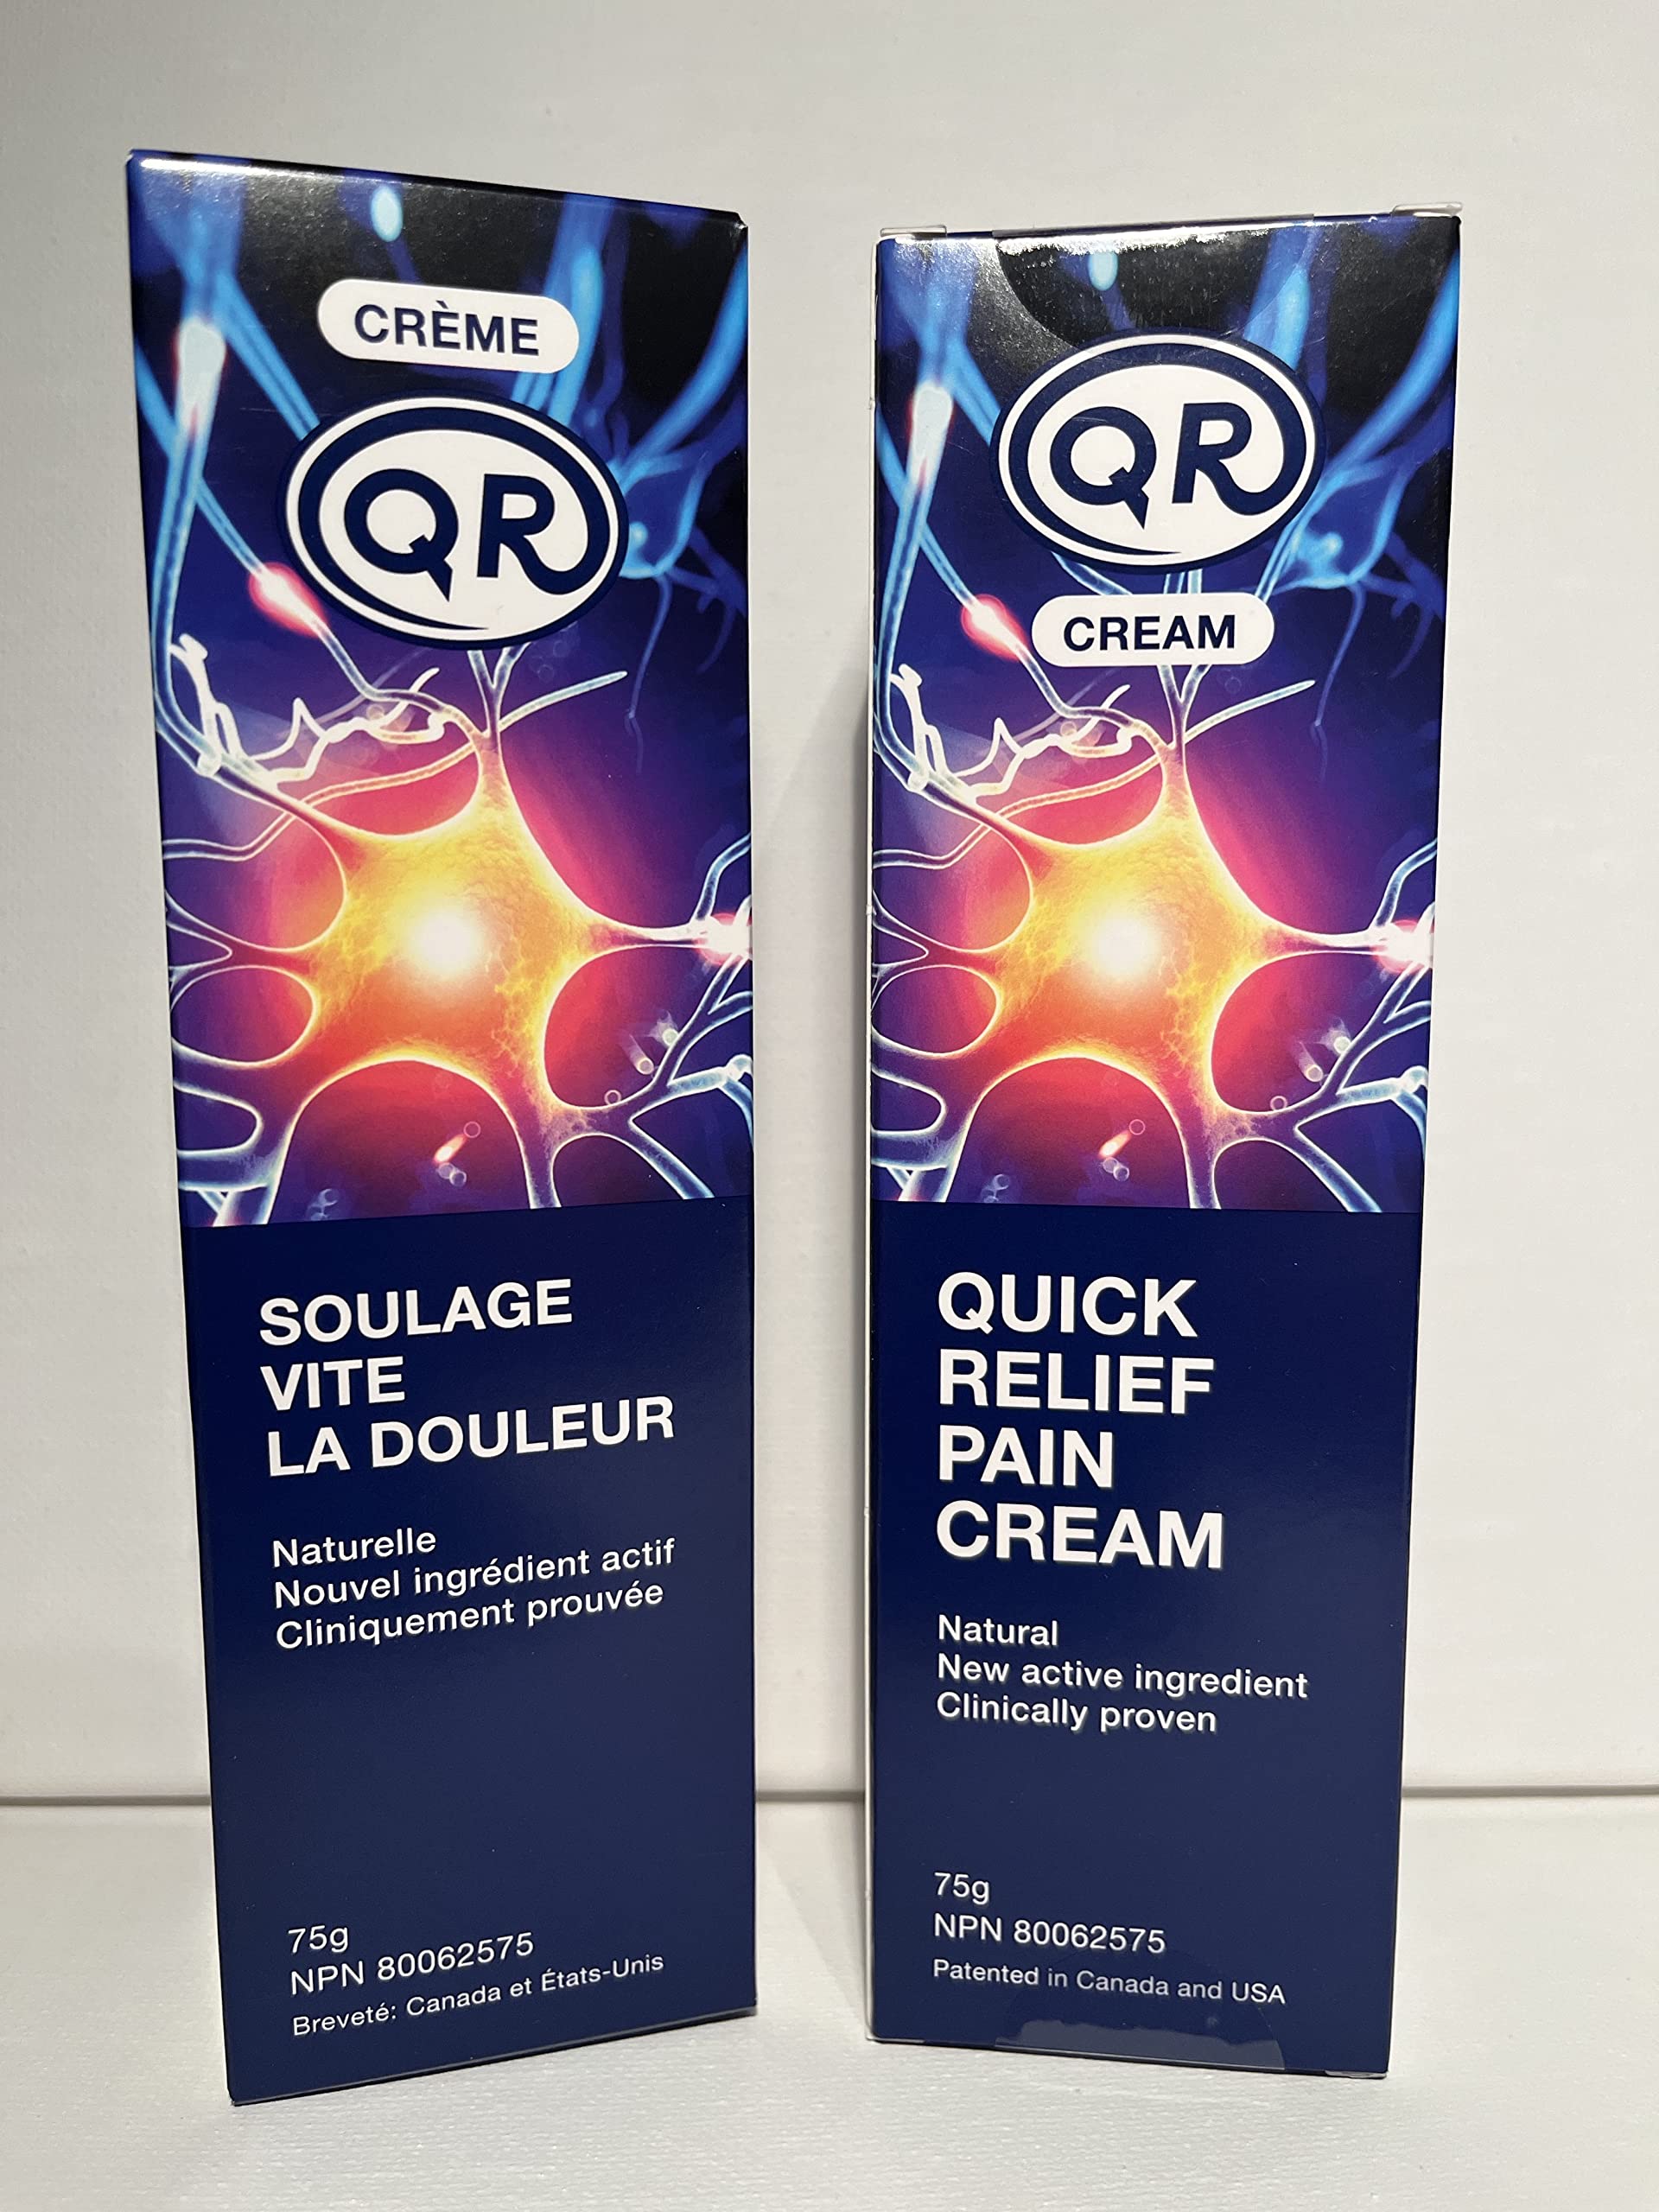 CRÈME
QR
SOULAGE
VITE
LA DOULEUR
Naturelle
Nouvel ingrédient actif
Cliniquement prouvée
75g
NPN 80062575
Breveté: Canada et États-Unis
QR
CREAM
QUICK
RELIEF
PAIN
CREAM
Natural
New active ingredient
Clinically proven
75g
NPN 80062575
Patented in Canada and USA